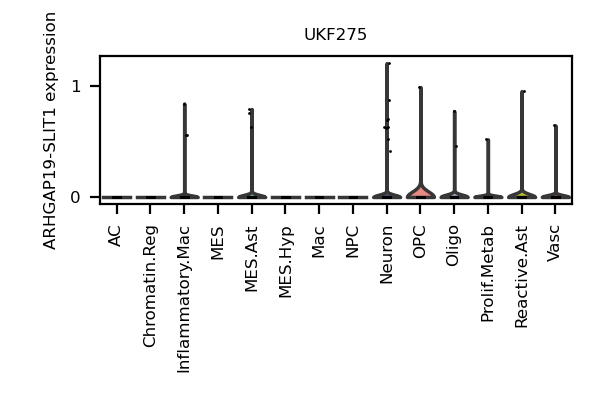 UKF275
ARHGAP19-SLIT1 expression
1
0
AC
Chromatin.Reg
Inflammatory.Mac
MES
MES.Ast
MES.Hyp
Mac
NPC
Neuron
OPC
Oligo
Prolif.Metab
Reactive.Ast
Vasc